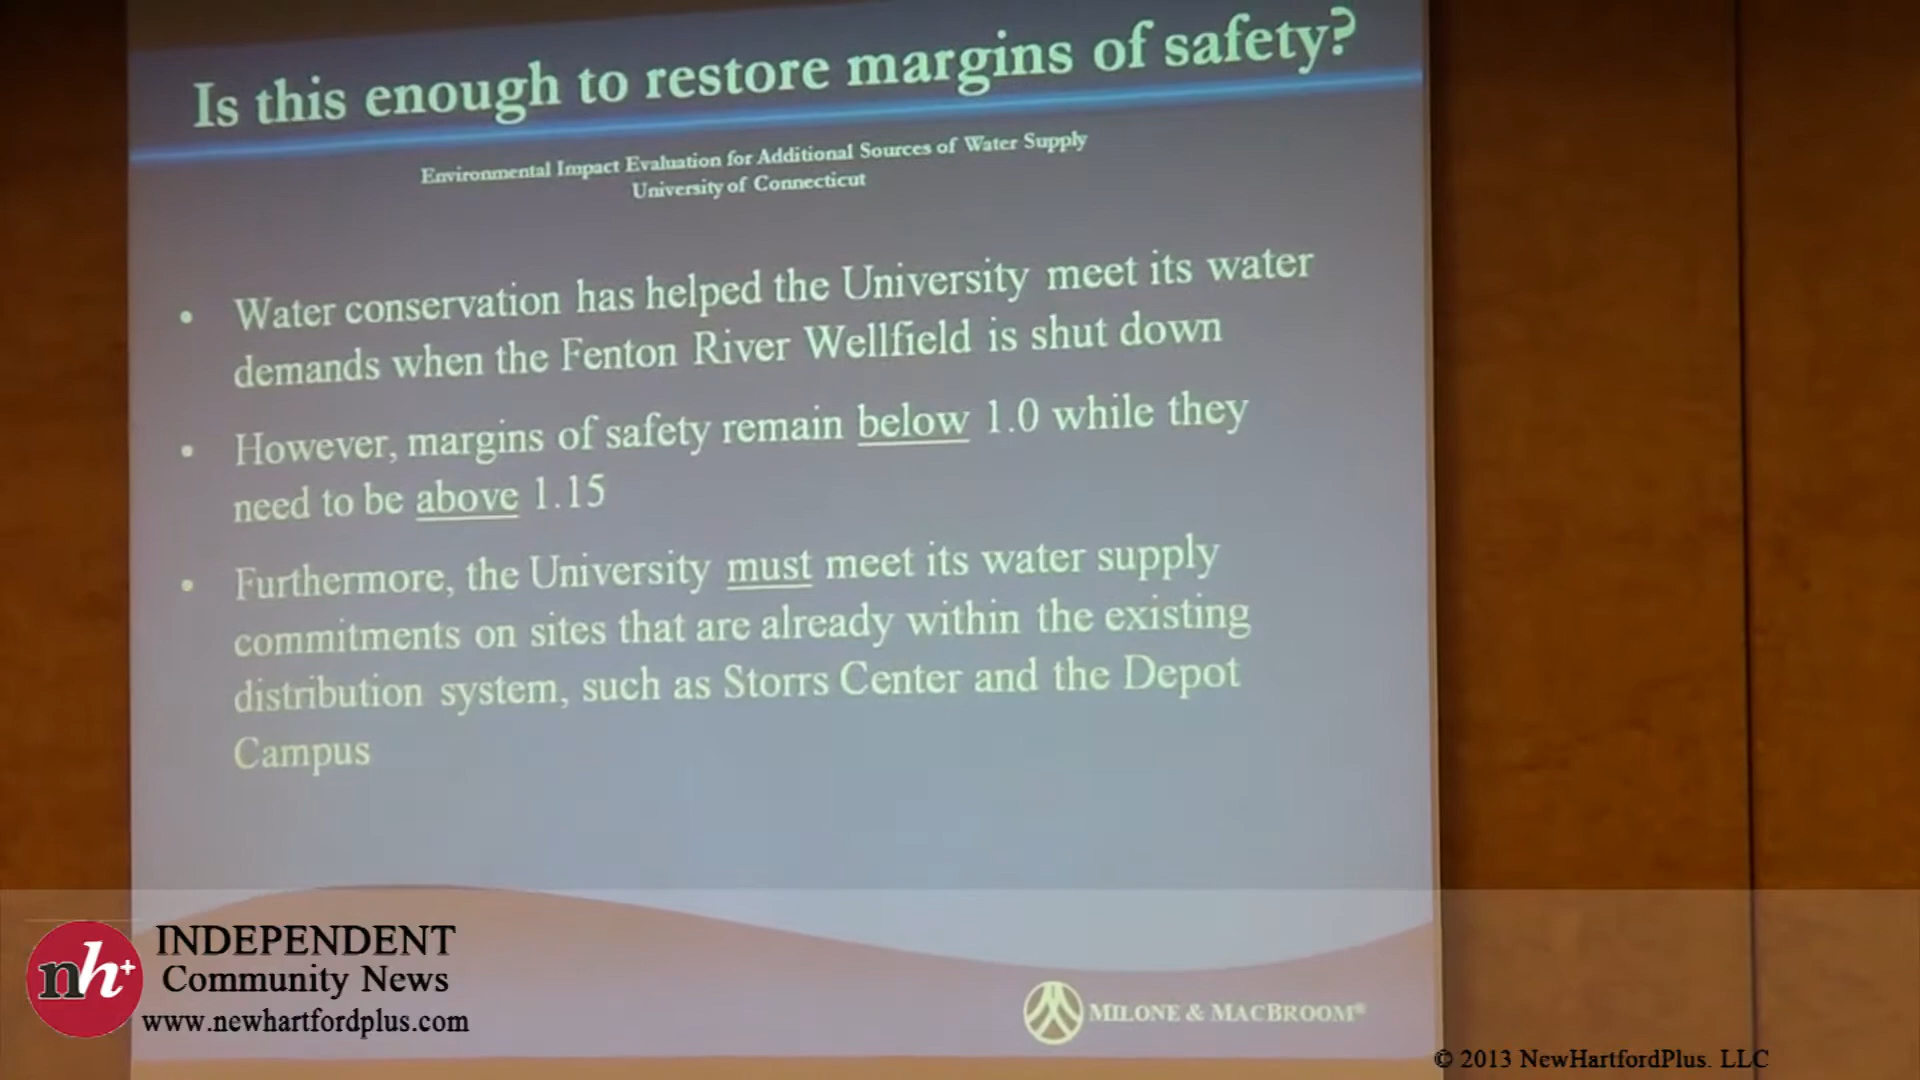 Is this enough to restore margins of safety?
Environmental Impact Evaluation for Additional Sources of Water Supply
University of Connecticut
• Water conservation has helped the University meet its water
demands when the Fenton River Wellfield is shut down
• However, margins of safety remain below 1.0 while they
need to be above 1.15
• Furthermore, the University must meet its water supply
commitments on sites that are already within the existing
distribution system, such as Storrs Center and the Depot
Campus
MILONE & MACBROOM®
nh+
INDEPENDENT
Community News
www.newhartfordplus.com
© 2013 NewHartfordPlus. LLC